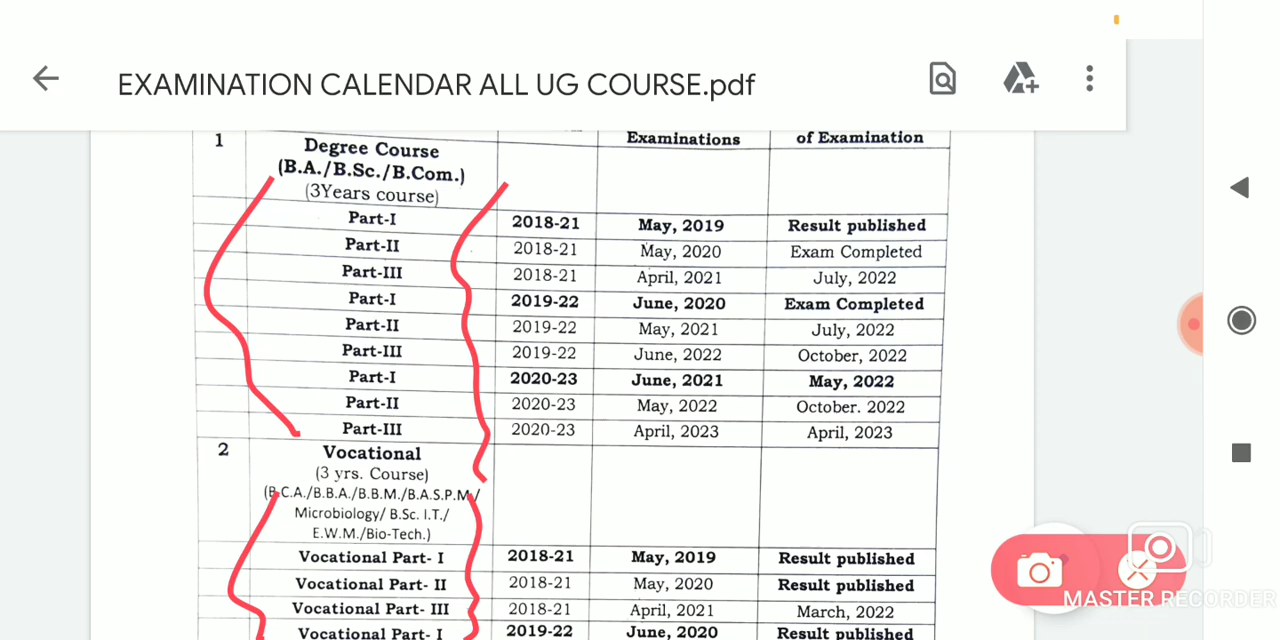 EXAMINATION CALENDAR ALL UG COURSE.pdf
1 Degree Course Examinations of Examination
(B.A./B.Sc./B.Com.)
(3Years course)
Part-I 2018-21 May, 2019 Result published
Part-II 2018-21 May, 2020 Exam Completed
Part-III 2018-21 April, 2021 July, 2022
Part-I 2019-22 June, 2020 Exam Completed
Part-II 2019-22 May, 2021 July, 2022
Part-III 2019-22 June, 2022 October, 2022
Part-I 2020-23 June, 2021 May, 2022
Part-II 2020-23 May, 2022 October. 2022
Part-III 2020-23 April, 2023 April, 2023
2 Vocational
(3 yrs. Course)
(B.C.A./B.B.A./B.B.M./B.A.S.P.M./
Microbiology/ B.Sc. I.T./
E.W.M./Bio-Tech.)
Vocational Part- I 2018-21 May, 2019 Result published
Vocational Part- II 2018-21 May, 2020 Result published
Vocational Part- III 2018-21 April, 2021 March, 2022
Vocational Part- I 2019-22 June, 2020 Result published
MASTER RECORDER